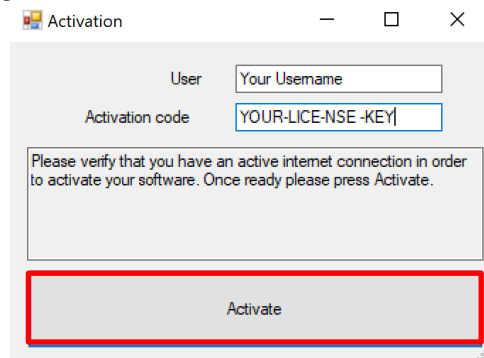 Activation
User Your Username
Activation code YOUR-LICE-NSE -KEY
Please verify that you have an active internet connection in order
to activate your software. Once ready please press Activate.
Activate